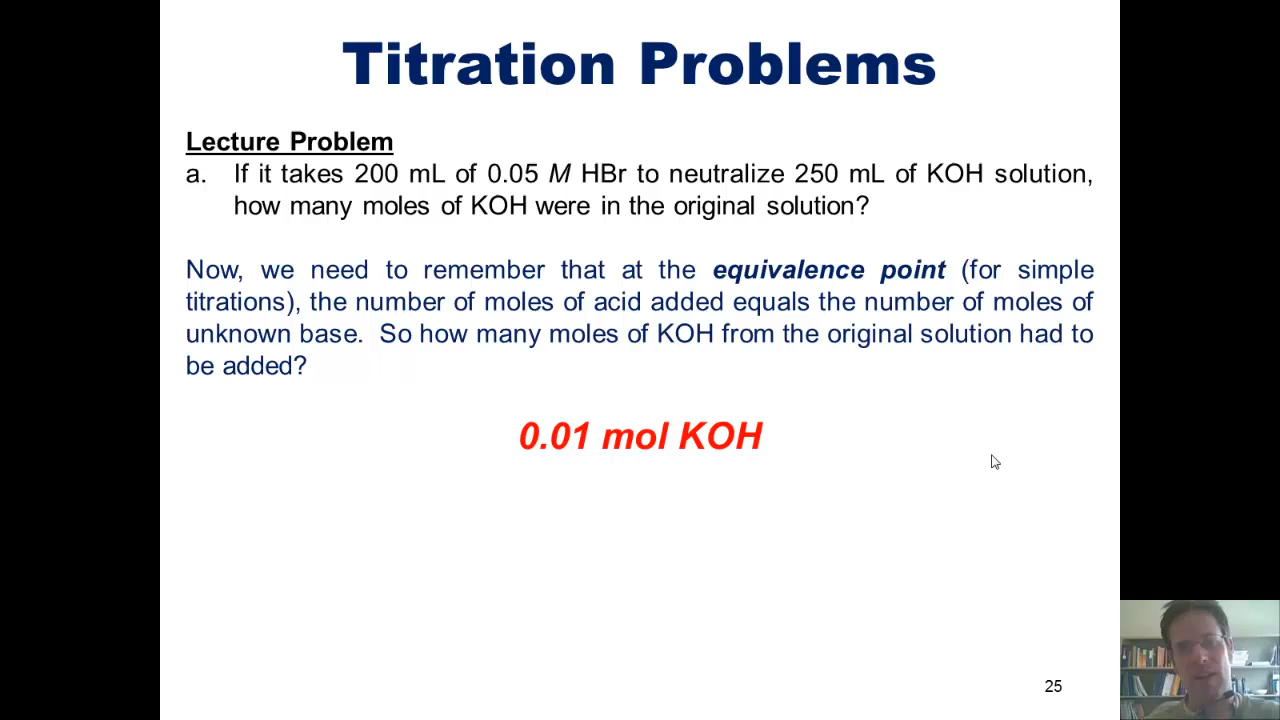 Titration Problems
Lecture Problem
a. If it takes 200 mL of 0.05 M HBr to neutralize 250 mL of KOH solution,
how many moles of KOH were in the original solution?
Now, we need to remember that at the equivalence point (for simple
titrations), the number of moles of acid added equals the number of moles of
unknown base. So how many moles of KOH from the original solution had to
be added?
0.01 mol KOH
25